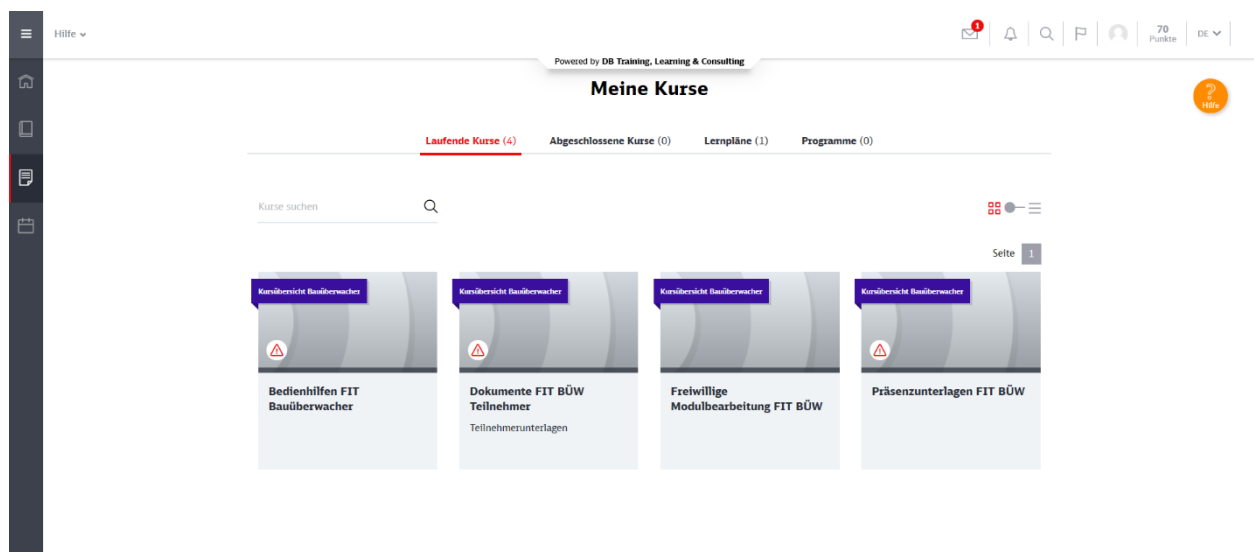 Hilfe
1
70
Punkte
DE
Powered by DB Training, Learning & Consulting
Meine Kurse
?
Hilfe
Laufende Kurse (4)
Abgeschlossene Kurse (0)
Lernpläne (1)
Programme (0)
Kurse suchen
Seite 1
Kursübersicht Bauüberwacher
Kursübersicht Bauüberwacher
Kursübersicht Bauüberwacher
Kursübersicht Bauüberwacher
Bedienhilfen FIT
Bauüberwacher
Dokumente FIT BÜW
Teilnehmer
Teilnehmerunterlagen
Freiwillige
Modulbearbeitung FIT BÜW
Präsenzunterlagen FIT BÜW